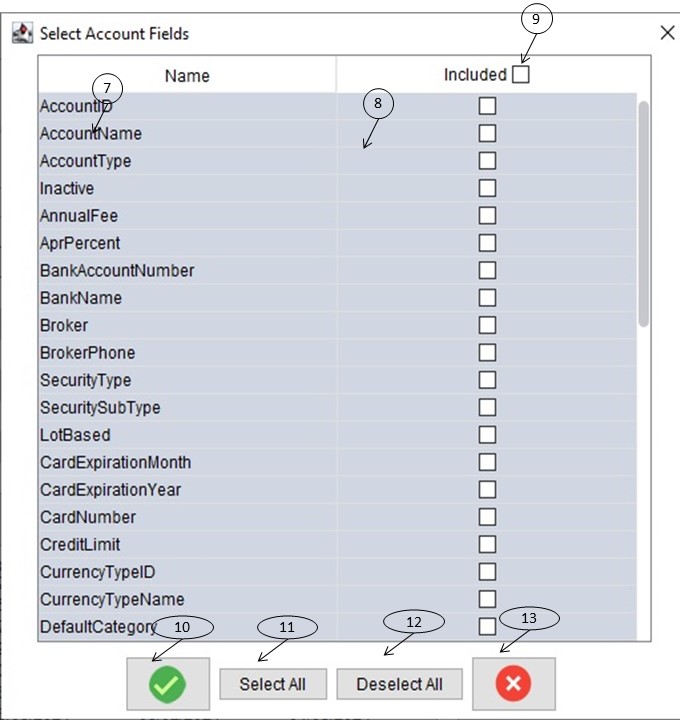 Select Account Fields
9
Name Included
7
8
AccountID
AccountName
AccountType
Inactive
AnnualFee
AprPercent
BankAccountNumber
BankName
Broker
BrokerPhone
SecurityType
SecuritySubType
LotBased
CardExpirationMonth
CardExpirationYear
CardNumber
CreditLimit
CurrencyTypeID
CurrencyTypeName
DefaultCategory
10 11 12 13
Select All Deselect All